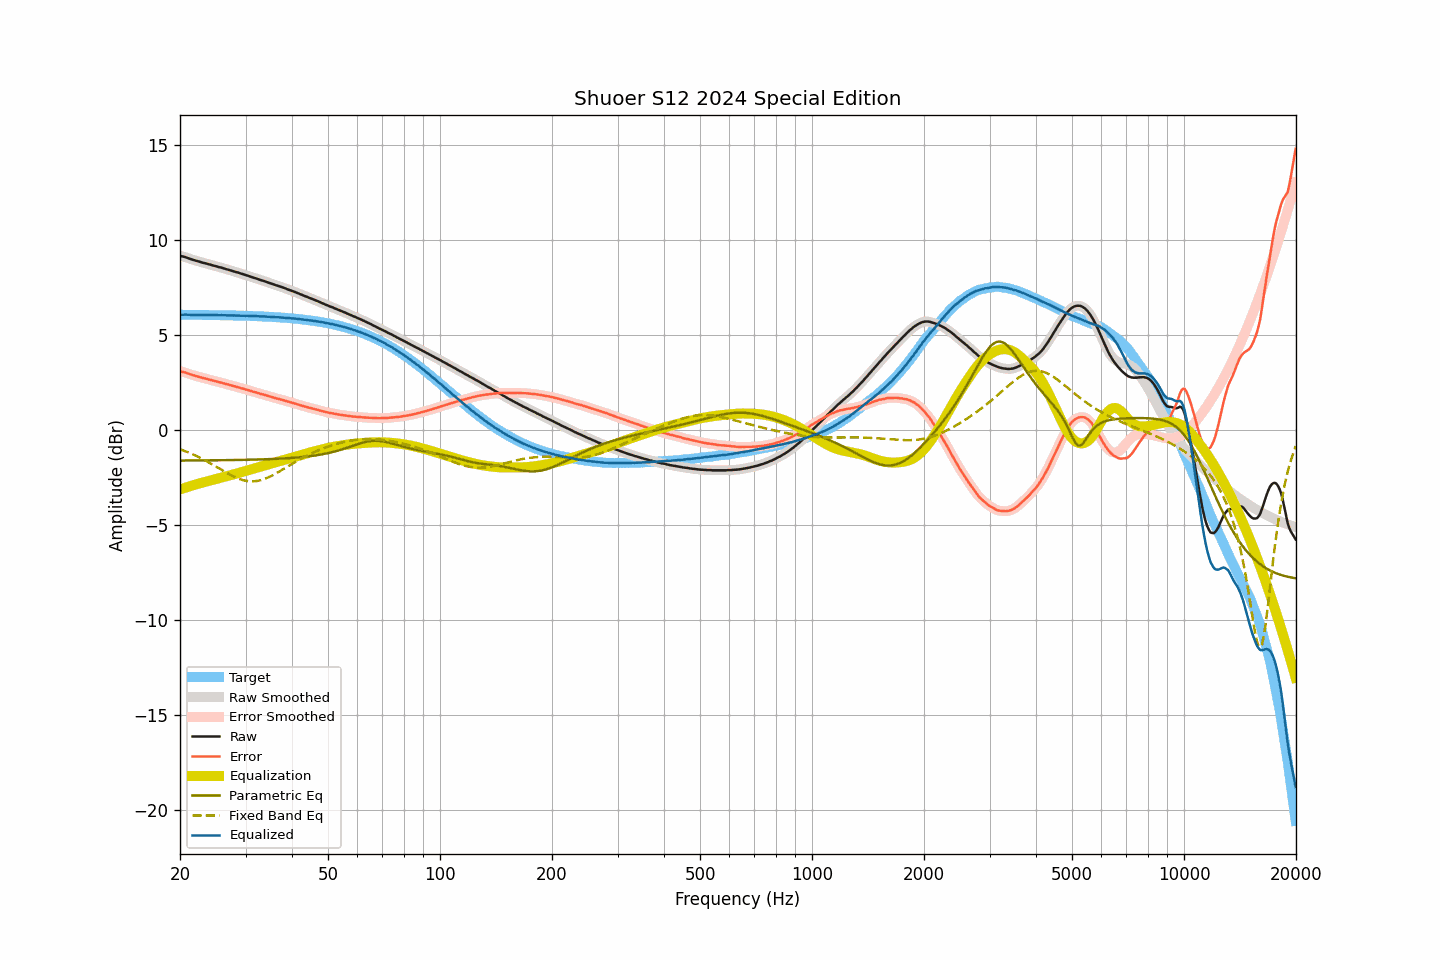 Shuoer S12 2024 Special Edition
15
10
5
0
−5
−10
−15
−20
Amplitude (dBr)
Target
Raw Smoothed
Error Smoothed
Raw
Error
Equalization
Parametric Eq
Fixed Band Eq
Equalized
20 50 100 200 500 1000 2000 5000 10000 20000
Frequency (Hz)